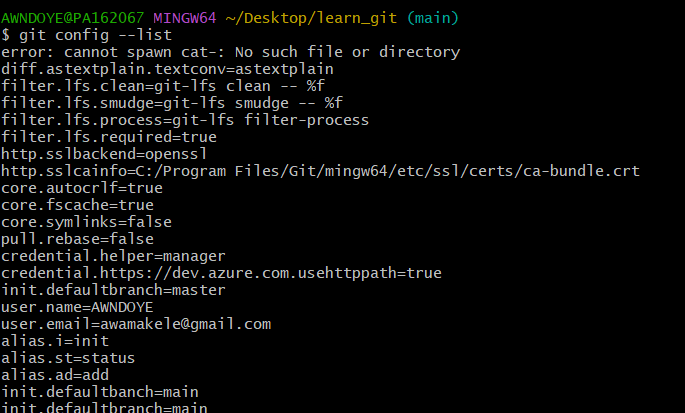 AWNDOYE@PA162067 MINGW64 ~/Desktop/learn_git (main)
$ git config --list
error: cannot spawn cat-: No such file or directory
diff.astextplain.textconv=astextplain
filter.lfs.clean=git-lfs clean -- %f
filter.lfs.smudge=git-lfs smudge -- %f
filter.lfs.process=git-lfs filter-process
filter.lfs.required=true
http.sslbackend=openssl
http.sslcainfo=C:/Program Files/Git/mingw64/etc/ssl/certs/ca-bundle.crt
core.autocrlf=true
core.fscache=true
core.symlinks=false
pull.rebase=false
credential.helper=manager
credential.https://dev.azure.com.usehttppath=true
init.defaultbranch=master
user.name=AWNDOYE
user.email=awamakele@gmail.com
alias.i=init
alias.st=status
alias.ad=add
init.defaultbanch=main
init.defaultbranch=main